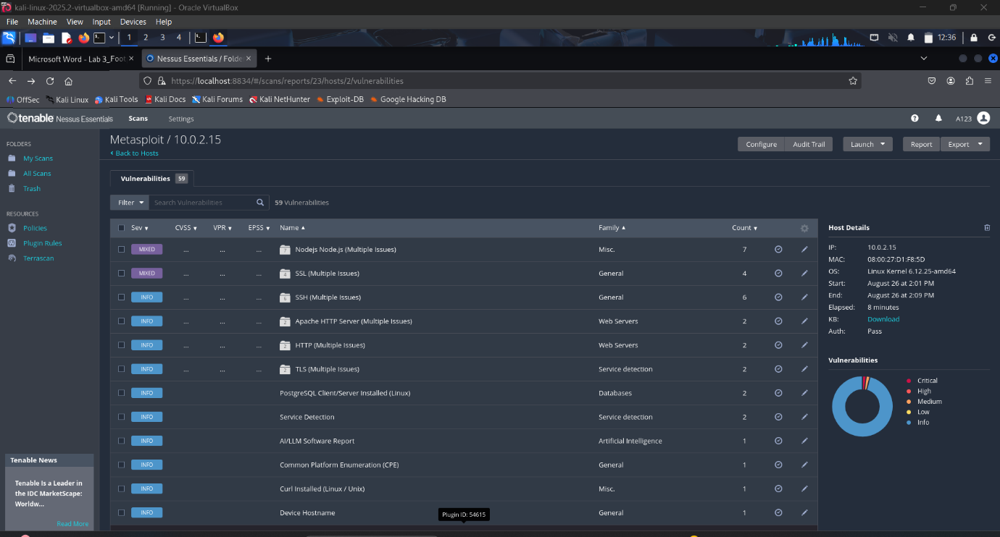 kali-linux-2025.2-virtualbox-amd64 [Running] - Oracle VirtualBox
File Machine View Input Devices Help
1 2 3 4 12:36
Microsoft Word - Lab 3_Foot Nessus Essentials / Folde
https://localhost:8834/#/scans/reports/23/hosts/2/vulnerabilities
OffSec Kali Linux Kali Tools Kali Docs Kali Forums Kali NetHunter Exploit-DB Google Hacking DB
tenable Nessus Essentials Scans Settings A123
FOLDERS
My Scans
All Scans
Trash
RESOURCES
Policies
Plugin Rules
Terrascan
Tenable News
Tenable Is a Leader in
the IDC MarketScape:
Worldw...
Read More
Metasploit / 10.0.2.15
Back to Hosts
Configure Audit Trail Launch Report Export
Vulnerabilities 59
Filter Search Vulnerabilities 59 Vulnerabilities
Sev CVSS VPR EPSS Name Family Count
MIXED ... ... ... 7 Nodejs Node.js (Multiple Issues) Misc. 7
MIXED ... ... ... 4 SSL (Multiple Issues) General 4
INFO ... ... ... 6 SSH (Multiple Issues) General 6
INFO ... ... ... 2 Apache HTTP Server (Multiple Issues) Web Servers 2
INFO ... ... ... 2 HTTP (Multiple Issues) Web Servers 2
INFO ... ... ... 2 TLS (Multiple Issues) Service detection 2
INFO PostgreSQL Client/Server Installed (Linux) Databases 2
INFO Service Detection Service detection 2
INFO AI/LLM Software Report Artificial Intelligence 1
INFO Common Platform Enumeration (CPE) General 1
INFO Curl Installed (Linux / Unix) Misc. 1
INFO Device Hostname General 1
Plugin ID: 54615
Host Details
IP: 10.0.2.15
MAC: 08:00:27:D1:F8:5D
OS: Linux Kernel 6.12.25-amd64
Start: August 26 at 2:01 PM
End: August 26 at 2:09 PM
Elapsed: 8 minutes
KB: Download
Auth: Pass
Vulnerabilities
Critical
High
Medium
Low
Info